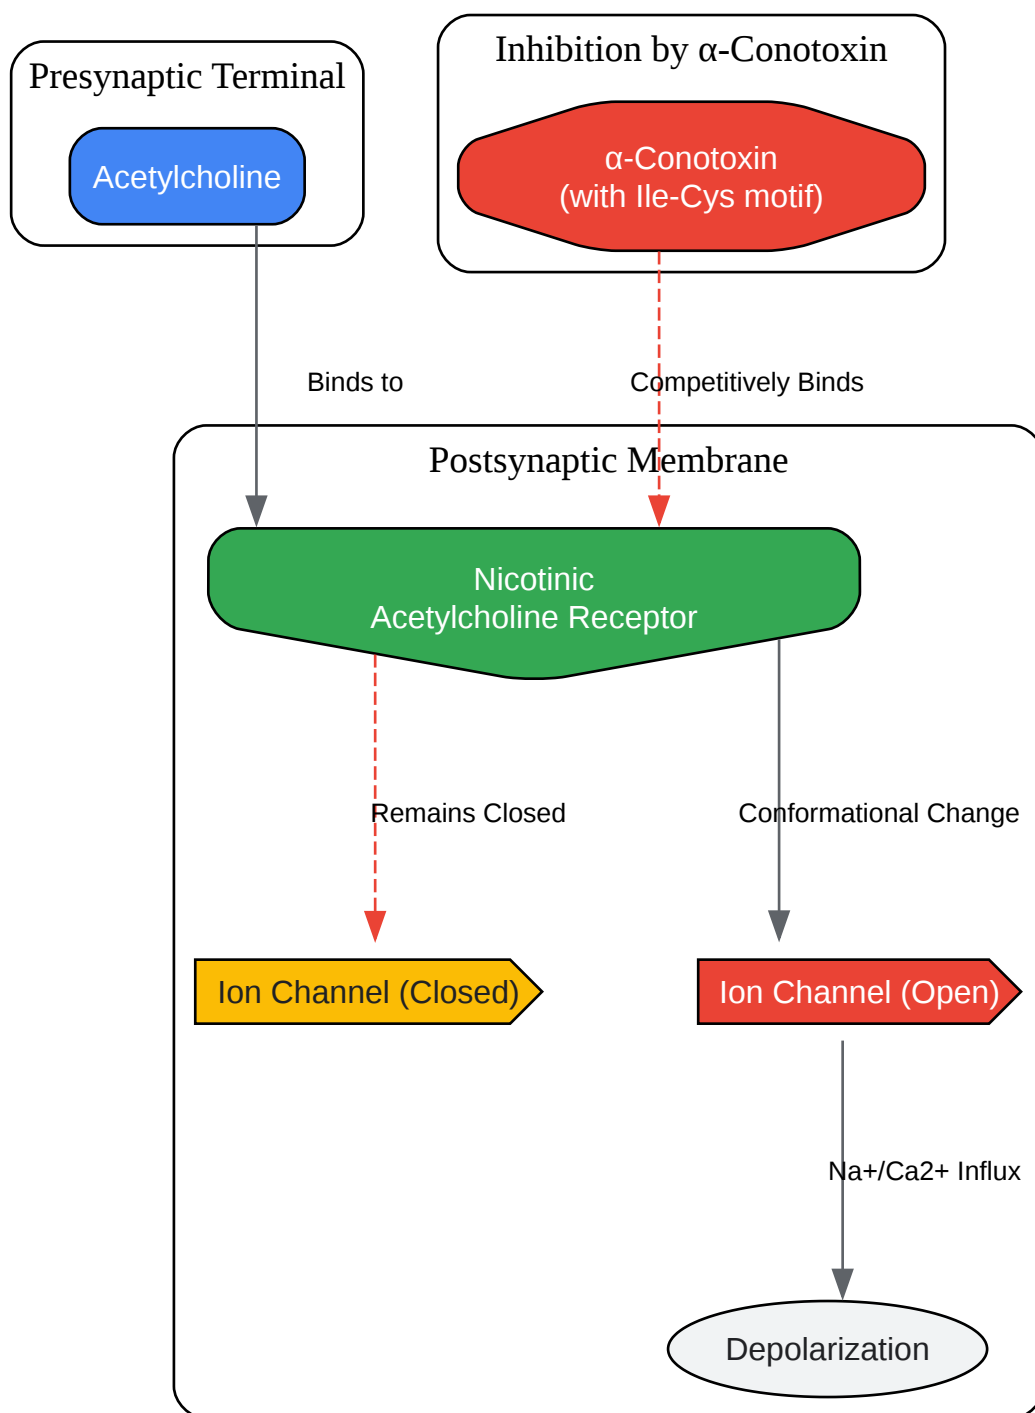 Inhibition by α-Conotoxin
Presynaptic Terminal
α-Conotoxin
(with Ile-Cys motif)
Acetylcholine
Binds to
Competitively Binds
Postsynaptic Membrane
Nicotinic
Acetylcholine Receptor
Remains Closed
Conformational Change
Ion Channel (Closed)
Ion Channel (Open)
Na+/Ca2+ Influx
Depolarization